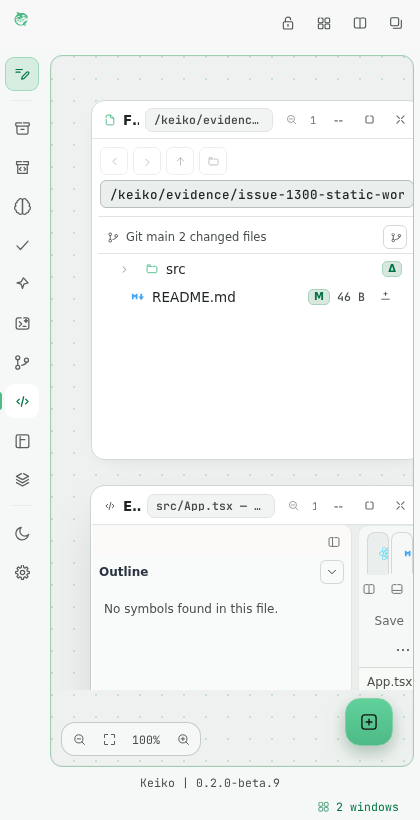 F.. /keiko/evidenc… 1 --
/keiko/evidence/issue-1300-static-wor
Git main 2 changed files
src Δ
README.md M 46 B
E.. src/App.tsx — … 1 --
Outline
No symbols found in this file.
Save
...
App.tsx
100%
Keiko | 0.2.0-beta.9
2 windows